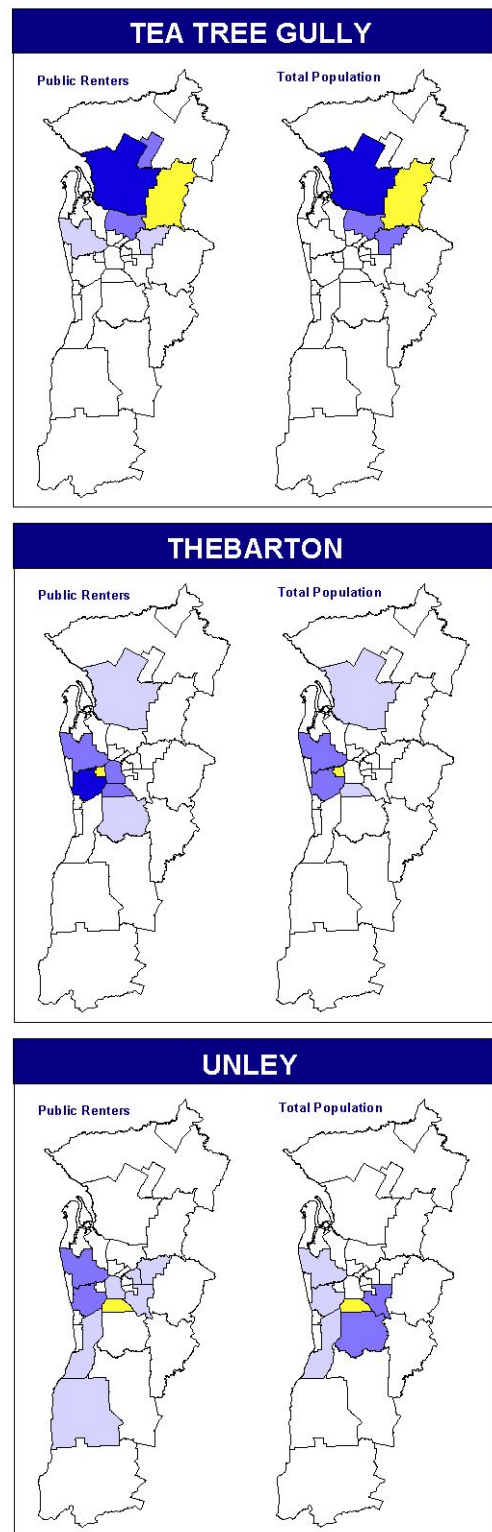 TEA TREE GULLY
Public Renters
Total Population
THEBARTON
Public Renters
Total Population
UNLEY
Public Renters
Total Population